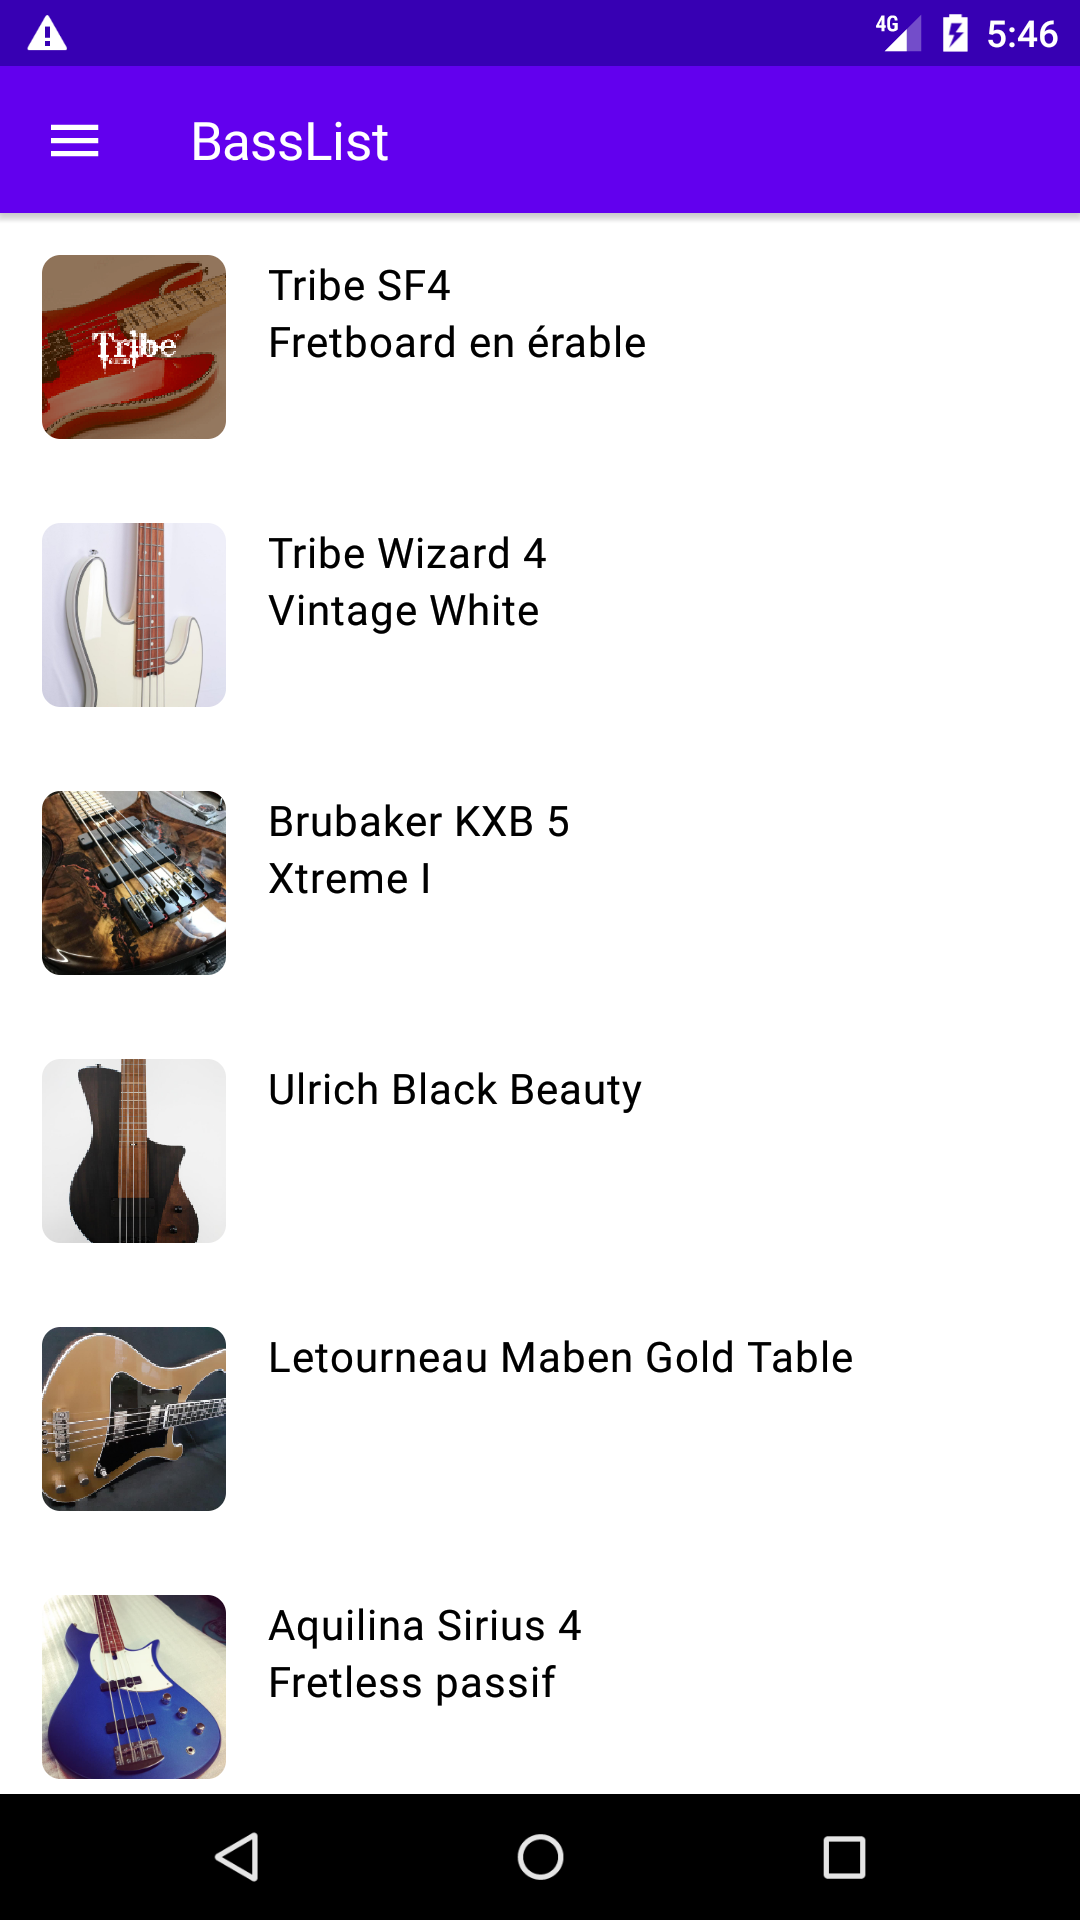 4G 5:46
BassList
Tribe SF4
Fretboard en érable
Tribe
Tribe Wizard 4
Vintage White
Brubaker KXB 5
Xtreme I
Ulrich Black Beauty
Letourneau Maben Gold Table
Aquilina Sirius 4
Fretless passif